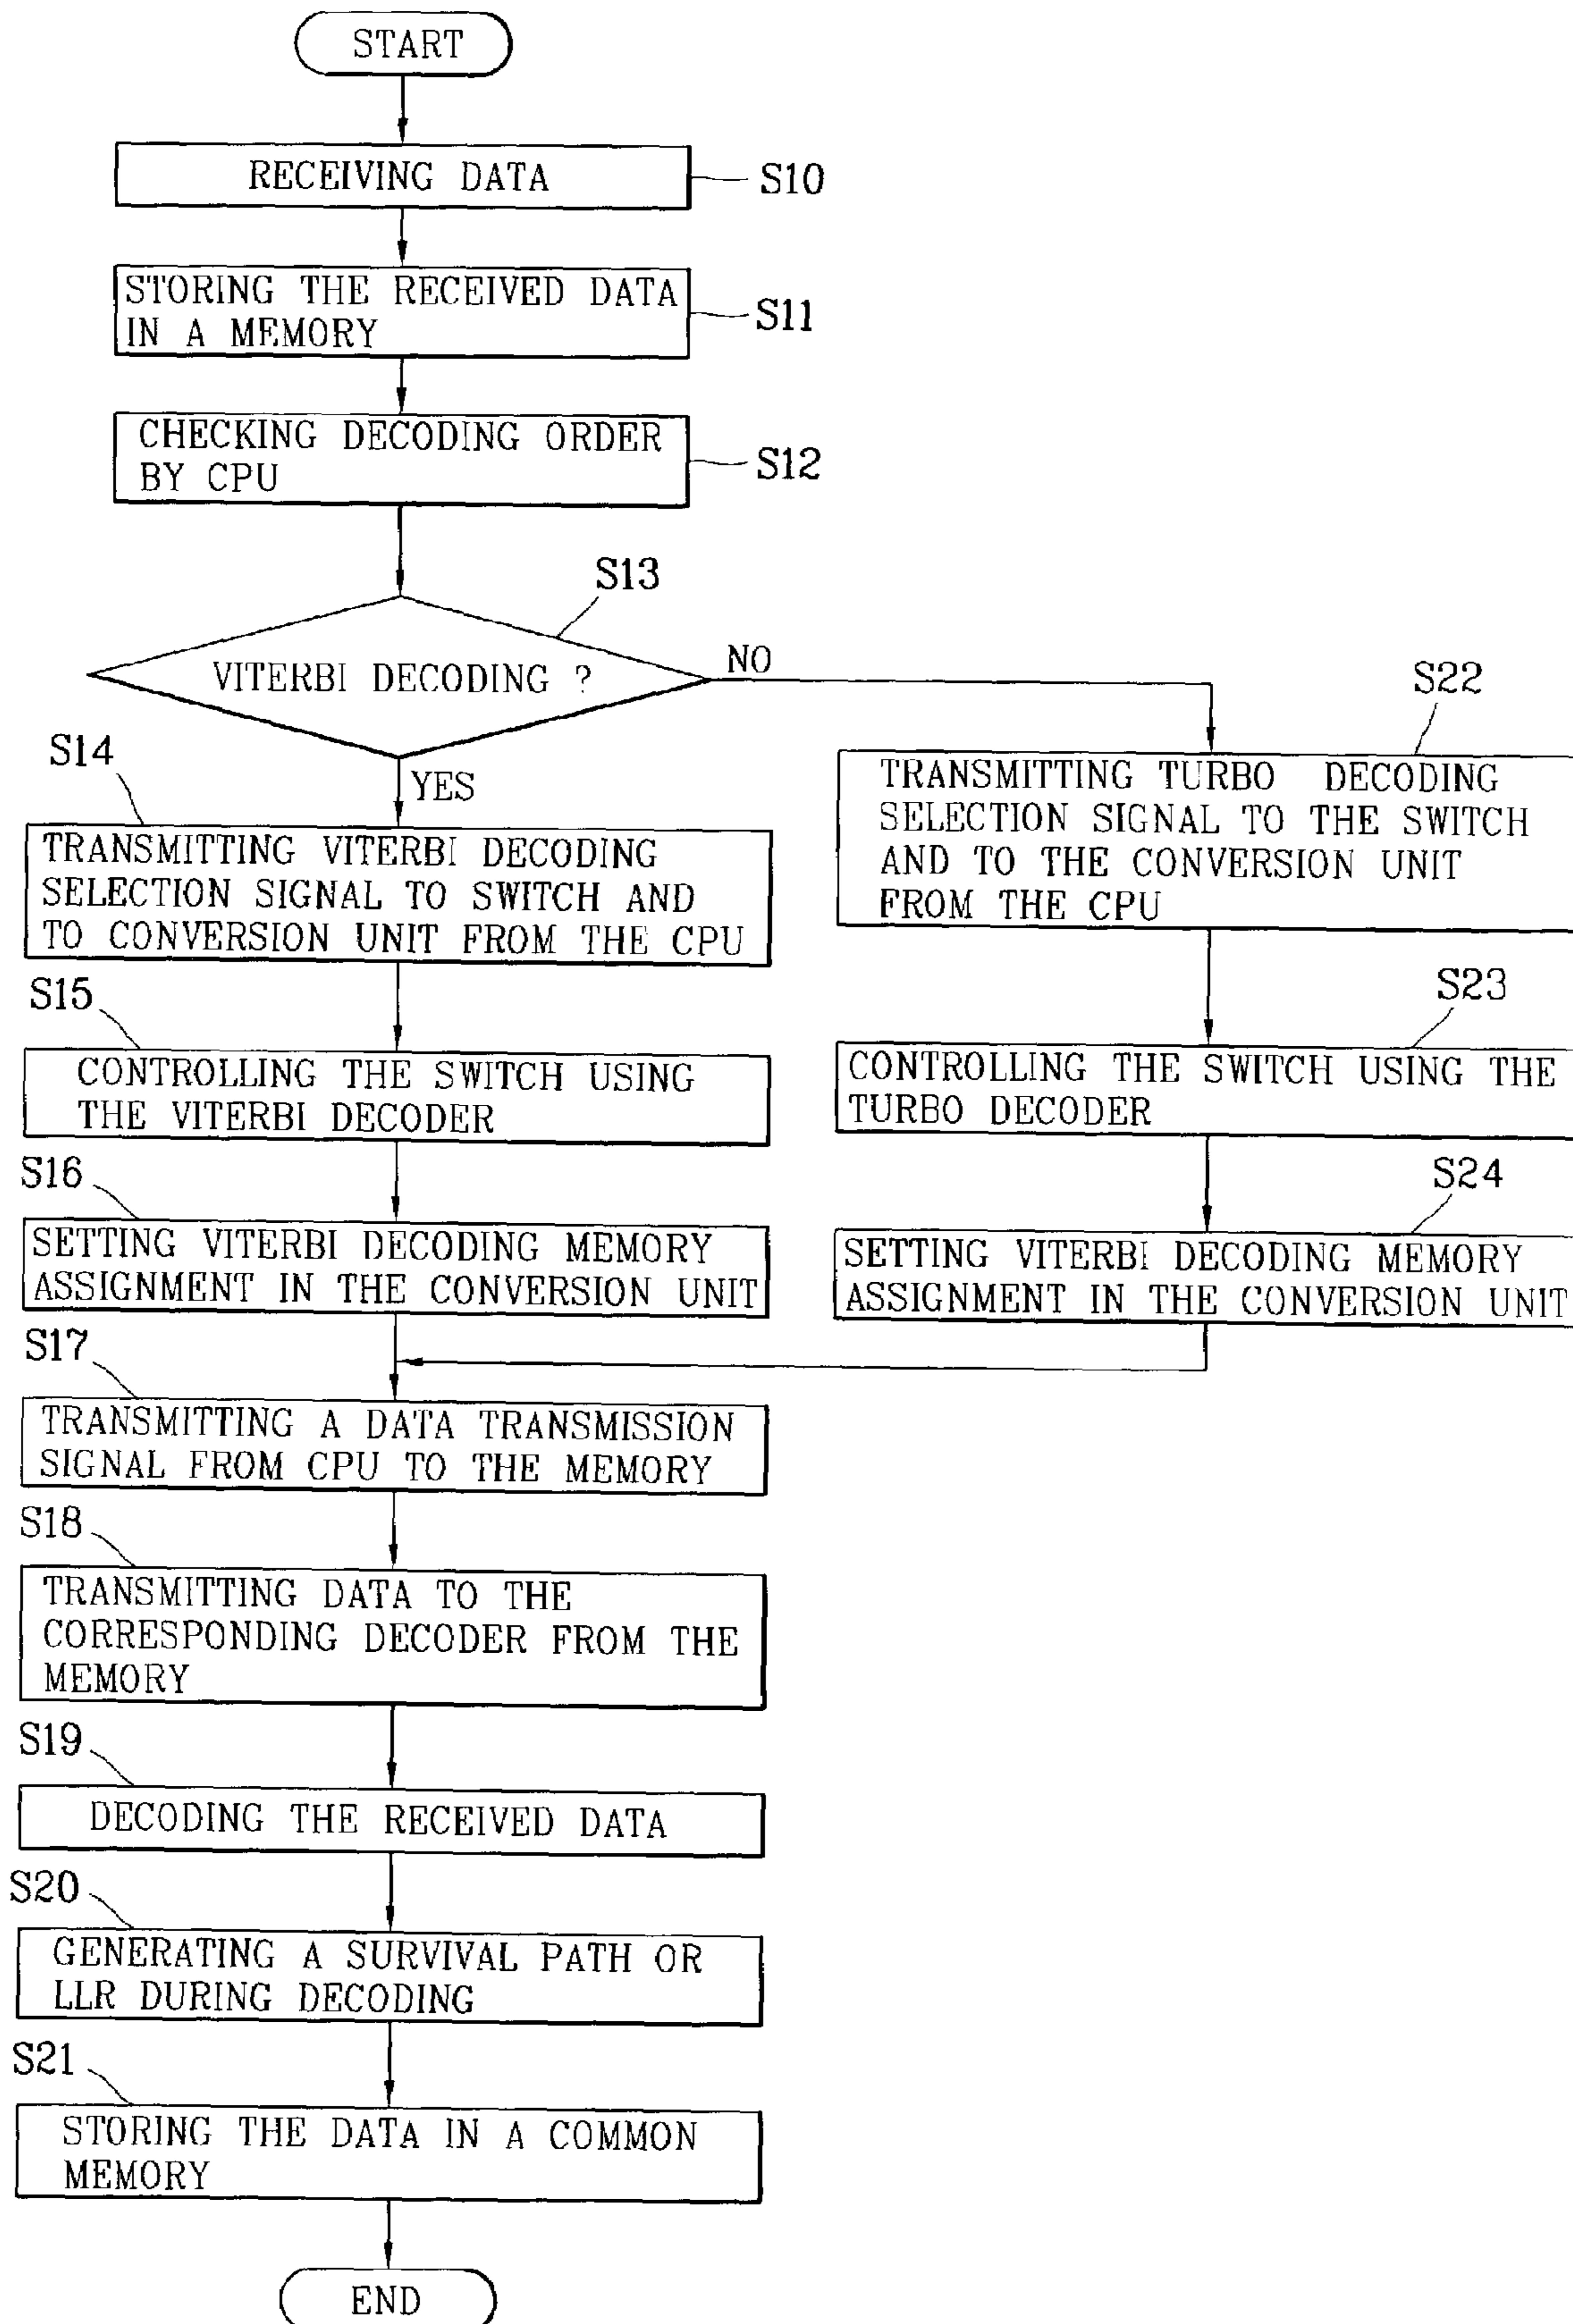 START
RECEIVING DATA
S10
STORING THE RECEIVED DATA
IN A MEMORY
S11
CHECKING DECODING ORDER
BY CPU
S12
S13
VITERBI DECODING ?
NO
YES
S14
TRANSMITTING VITERBI DECODING
SELECTION SIGNAL TO SWITCH AND
TO CONVERSION UNIT FROM THE CPU
S15
CONTROLLING THE SWITCH USING
THE VITERBI DECODER
S16
SETTING VITERBI DECODING MEMORY
ASSIGNMENT IN THE CONVERSION UNIT
S22
TRANSMITTING TURBO DECODING
SELECTION SIGNAL TO THE SWITCH
AND TO THE CONVERSION UNIT
FROM THE CPU
S23
CONTROLLING THE SWITCH USING THE
TURBO DECODER
S24
SETTING VITERBI DECODING MEMORY
ASSIGNMENT IN THE CONVERSION UNIT
S17
TRANSMITTING A DATA TRANSMISSION
SIGNAL FROM CPU TO THE MEMORY
S18
TRANSMITTING DATA TO THE
CORRESPONDING DECODER FROM THE
MEMORY
S19
DECODING THE RECEIVED DATA
S20
GENERATING A SURVIVAL PATH OR
LLR DURING DECODING
S21
STORING THE DATA IN A COMMON
MEMORY
END